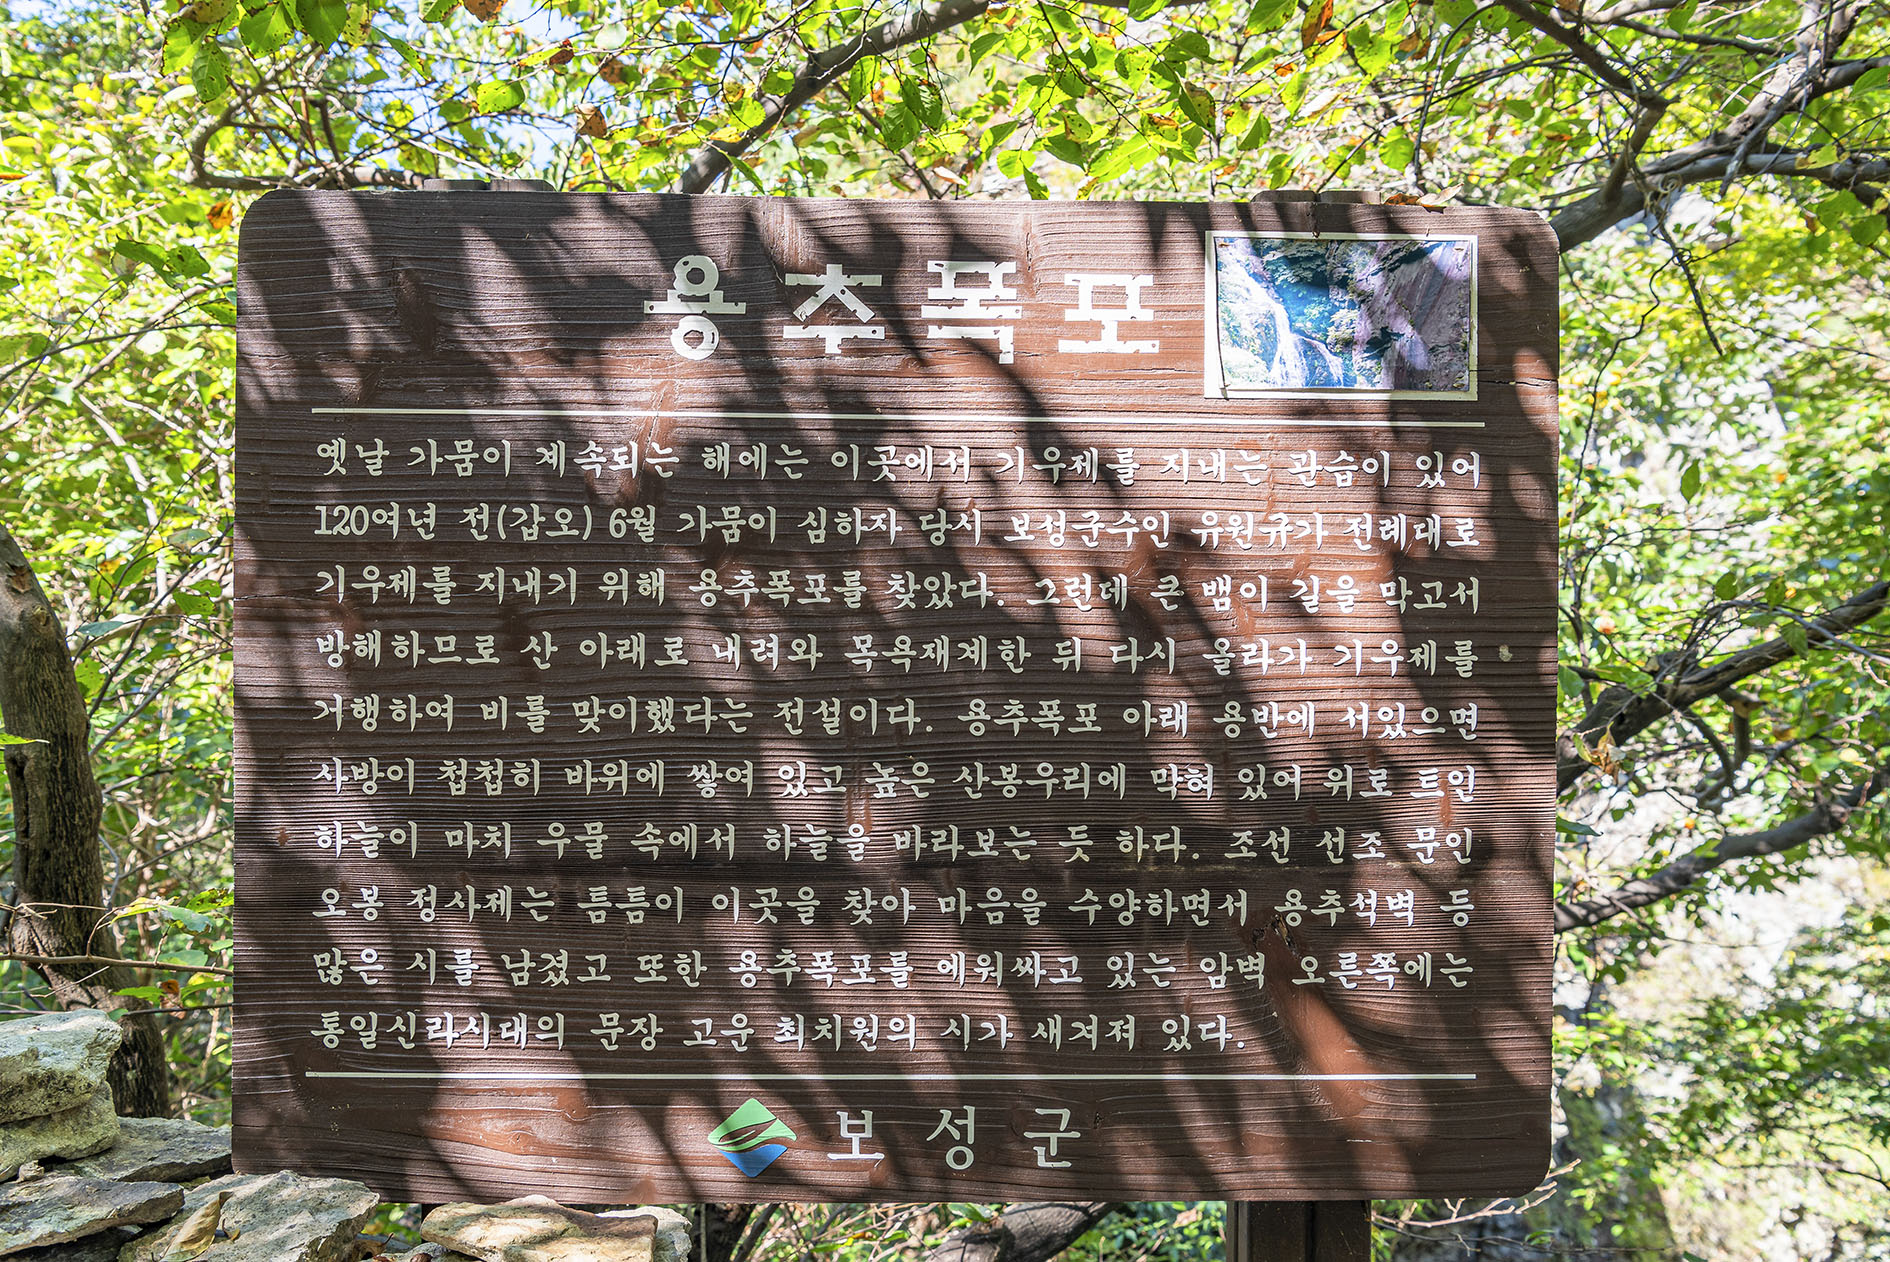 용추폭포
옛날 가뭄이 계속되는 해에는 이곳에서 기우제를 지내는 관습이 있어
120여년 전(갑오) 6월 가뭄이 심하자 당시 보성군수인 유원규가 전례대로
기우제를 지내기 위해 용추폭포를 찾았다. 그런데 큰 뱀이 길을 막고서
방해하므로 산 아래로 내려와 목욕재계한 뒤 다시 올라가 기우제를
거행하여 비를 맞이했다는 전설이다. 용추폭포 아래 용반에 서있으면
사방이 첩첩히 바위에 쌓여 있고 높은 산봉우리에 막혀 있어 위로 트인
하늘이 마치 우물 속에서 하늘을 바라보는 듯 하다. 조선 선조 문인
오봉 정사제는 틈틈이 이곳을 찾아 마음을 수양하면서 용추석벽 등
많은 시를 남겼고 또한 용추폭포를 에워싸고 있는 암벽 오른쪽에는
통일신라시대의 문장 고운 최치원의 시가 새겨져 있다.
보성군